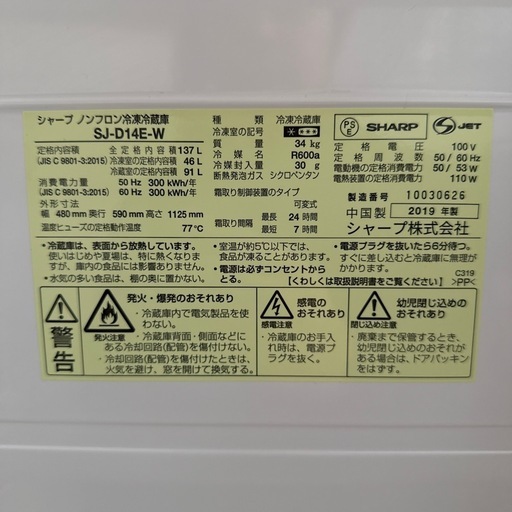 シャープ ノンフロン冷凍冷蔵庫
SJ-D14E-W
定格内容積 全定格内容積 137 L
(JIS C 9801-3:2015) 冷凍室の定格内容積 46 L
冷蔵室の定格内容積 91 L
消費電力量 50 Hz 300 kWh/年
(JIS C 9801-3:2015) 60 Hz 300 kWh/年
外形寸法
幅 480 mm 奥行 590 mm 高さ 1125 mm
温度ヒューズの定格動作温度 77℃
種類 冷凍冷蔵庫
冷凍室の記号
質量 34 kg
冷媒 R600a
冷媒封入量 30 g
断熱発泡ガス シクロペンタン
霜取り制御装置のタイプ
可変式
霜取り間隔 最長 24 時間
最短 7 時間
PS
E
SHARP
S JET
定格電圧 100 V
定格周波数 50 / 60 Hz
電動機の定格消費電力 50 / 53 W
電熱装置の定格消費電力 110 W
製造番号 10030626
中国製 2019 年製
シャープ株式会社
・冷蔵庫は、表面から放熱しています。
使いはじめや夏場は、特に熱くなりま
すが、庫内の食品には影響ありません。
・水気の多い食品は、棚の奥に置かない。
・室温が約5℃以下では、
食品は凍ることがあります。
・電源は必ずコンセントから
とる。
・電源プラグを抜いたら6分待つ。
すぐに差し込むと冷蔵庫に無理が
かかります。
【くわしくは取扱説明書をご覧ください】
C319
>PP<
警告
発火注意
発火・爆発のおそれあり
・冷蔵庫内で電気製品を使
わない。
・冷蔵庫背面・側面などに
ある冷却回路(配管)を傷付けない。
・冷却回路(配管)を傷付けたときは、
火気を避け、窓を開けて換気する。
感電注意
感電の
おそれあり
・冷蔵庫のお手入
れ時は、電源プ
ラグを抜く。
閉じ込め注意
幼児閉じ込めの
おそれあり
・廃棄まで保管するとき、
幼児閉じ込めのおそれが
ある場合は、ドアパッキン
をはずす。